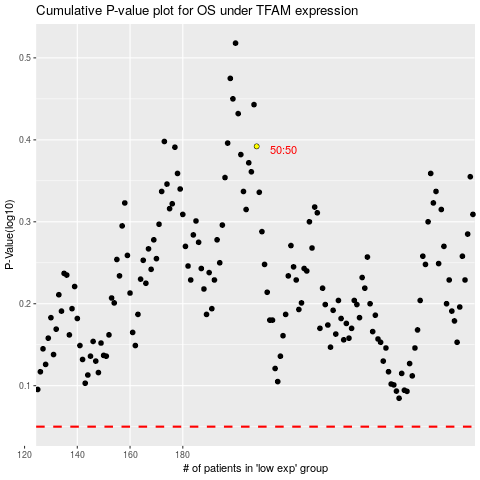 Cumulative P-value plot for OS under TFAM expression
P-Value(log10)
0.5
0.4
0.3
0.2
0.1
50:50
120 140 160 180
# of patients in 'low exp' group